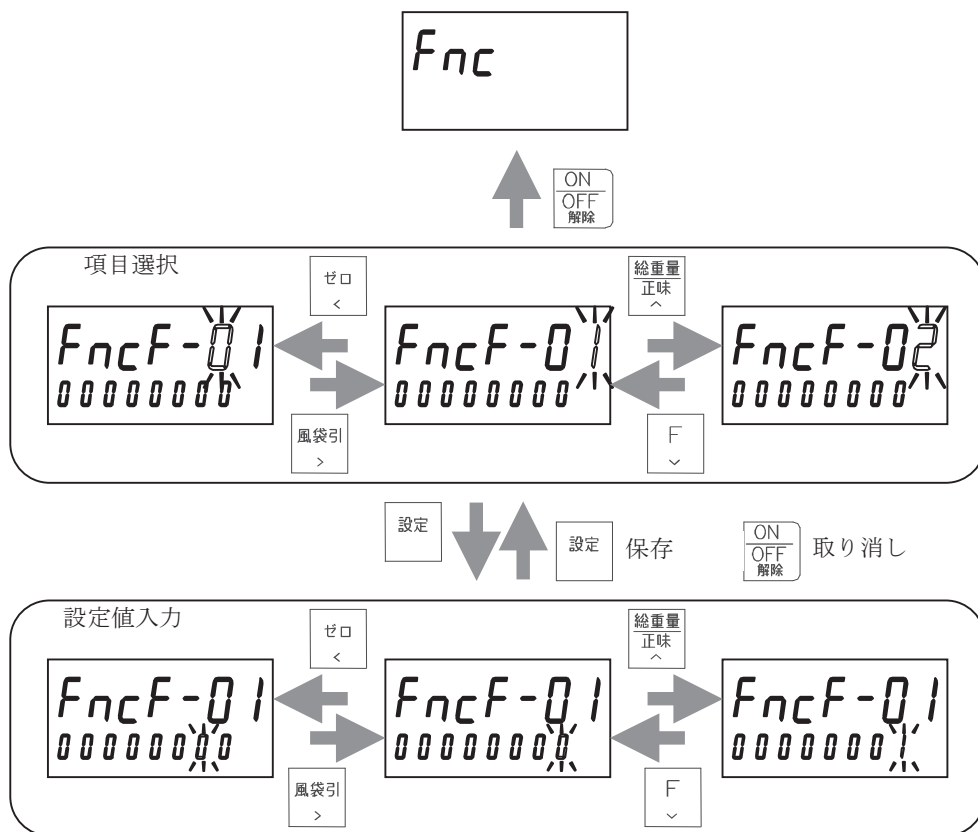 Fnc
ON
OFF
解除
項目選択
ゼロ
<
総重量
正味
^
FncF-01
00000000
FncF-01
00000000
FncF-02
00000000
風袋引
>
F
⌵
設定
設定
保存
ON
OFF
解除
取り消し
設定値入力
ゼロ
<
総重量
正味
^
FncF-01
00000000
FncF-01
00000000
FncF-01
00000001
風袋引
>
F
⌵